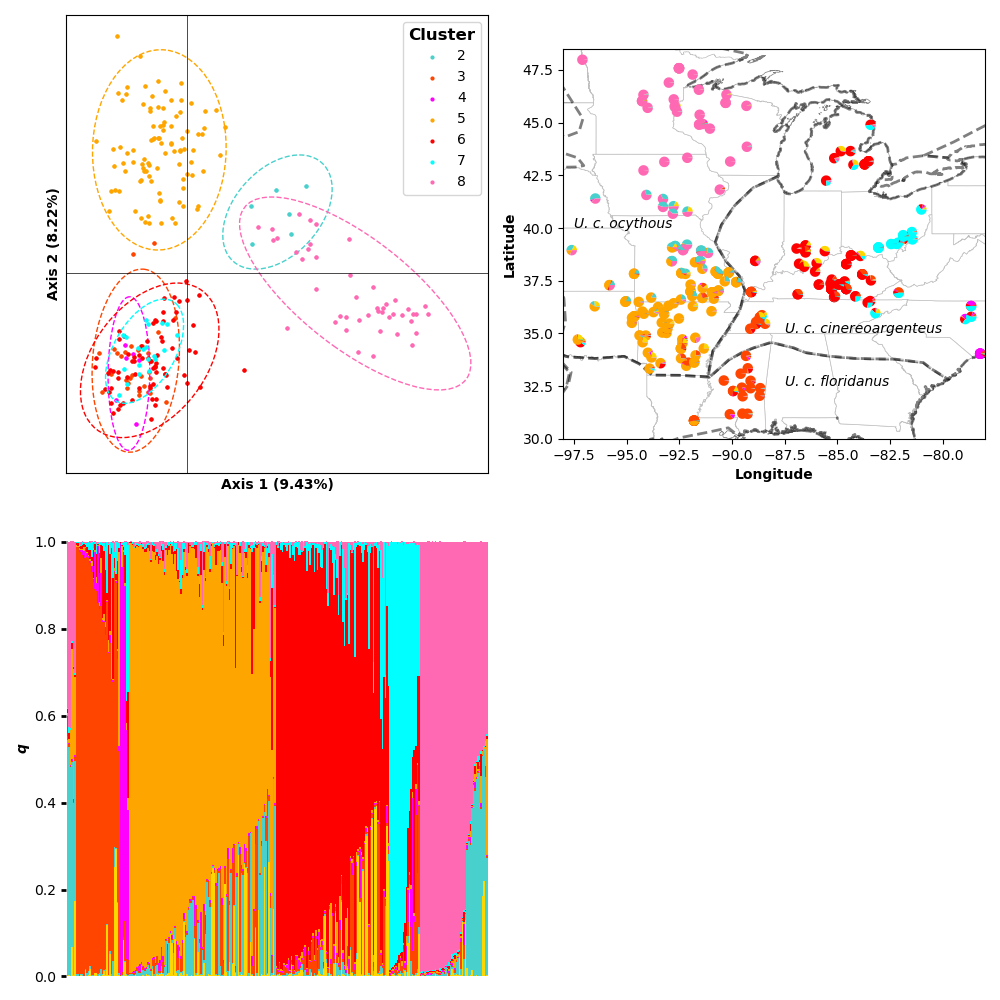 Cluster
2
3
4
5
6
7
8
Axis 2 (8.22%)
Axis 1 (9.43%)
47.5
45.0
42.5
40.0
37.5
35.0
32.5
30.0
Latitude
U. c. ocythous
U. c. cinereoargenteus
U. c. floridanus
−97.5 −95.0 −92.5 −90.0 −87.5 −85.0 −82.5 −80.0
Longitude
1.0
0.8
0.6
0.4
0.2
0.0
q